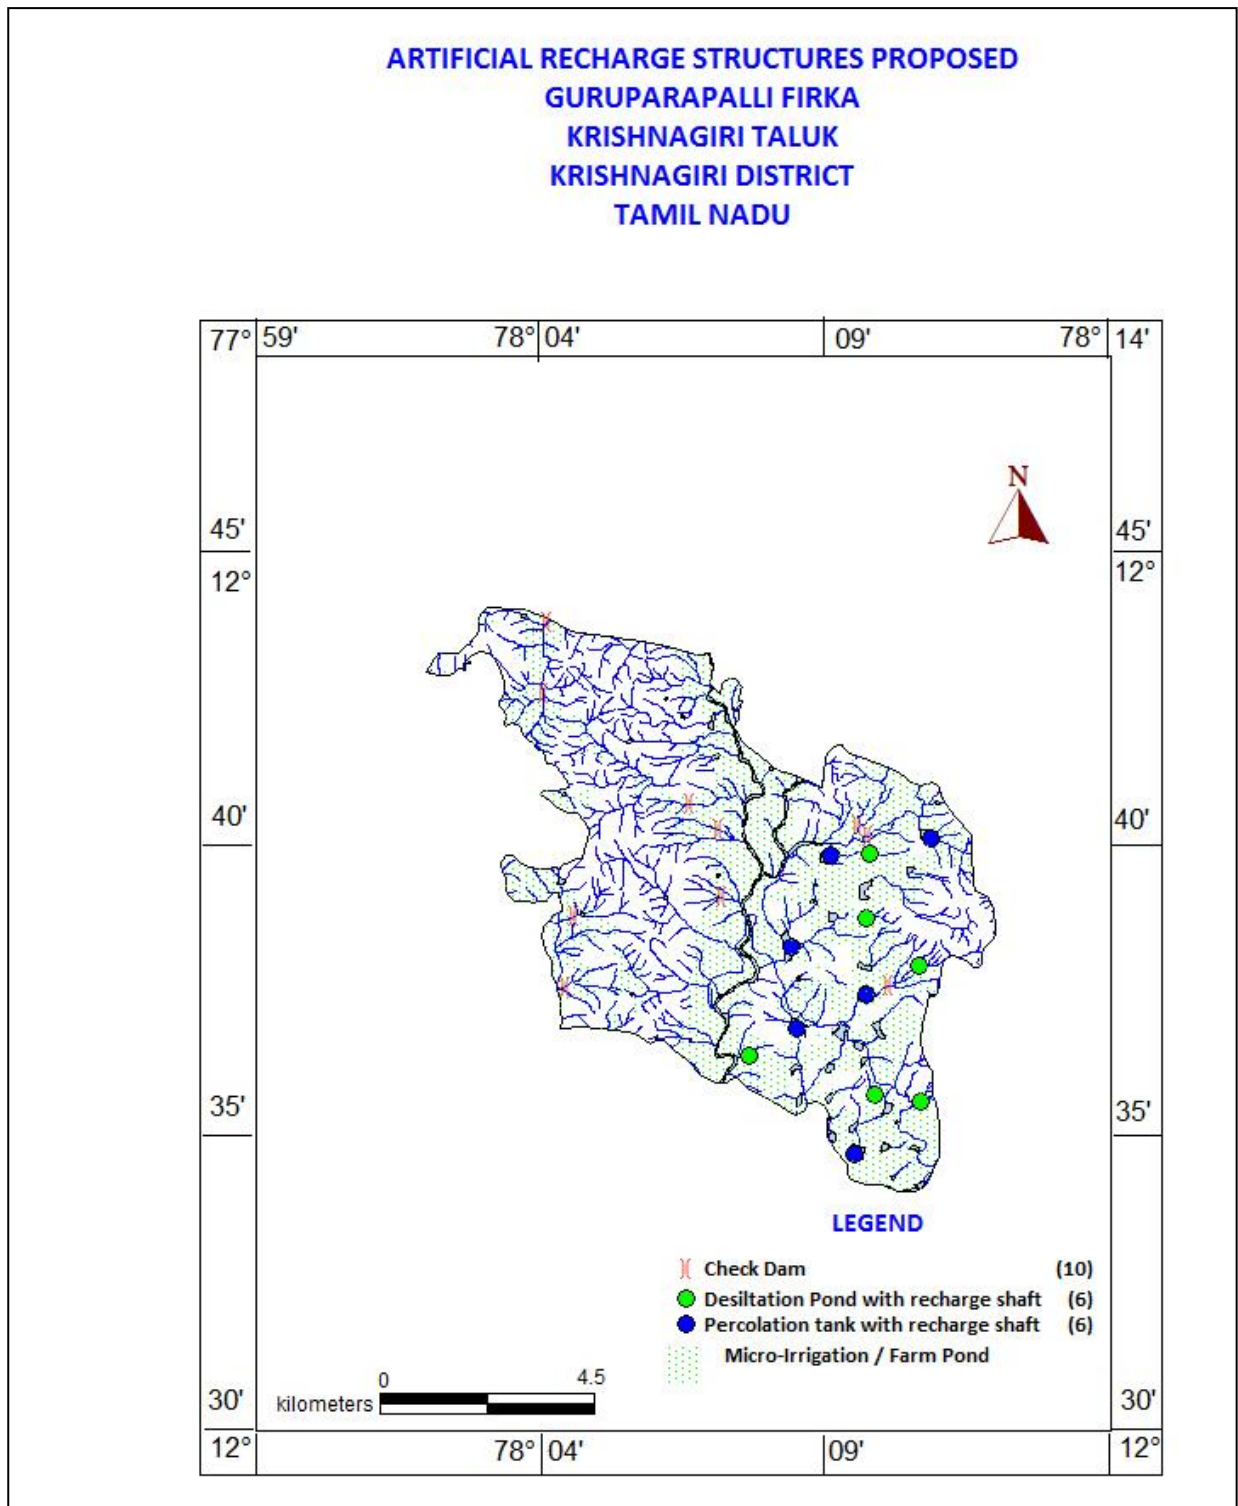 ARTIFICIAL RECHARGE STRUCTURES PROPOSED
GURUPARAPALLI FIRKA
KRISHNAGIRI TALUK
KRISHNAGIRI DISTRICT
TAMIL NADU
77° 59' 78° 04' 09' 78° 14'
N
45' 45'
12° 12°
40' 40'
35' 35'
LEGEND
Check Dam (10)
Desiltation Pond with recharge shaft (6)
Percolation tank with recharge shaft (6)
Micro-Irrigation / Farm Pond
0 4.5
kilometers
30' 30'
12° 78° 04' 09' 12°